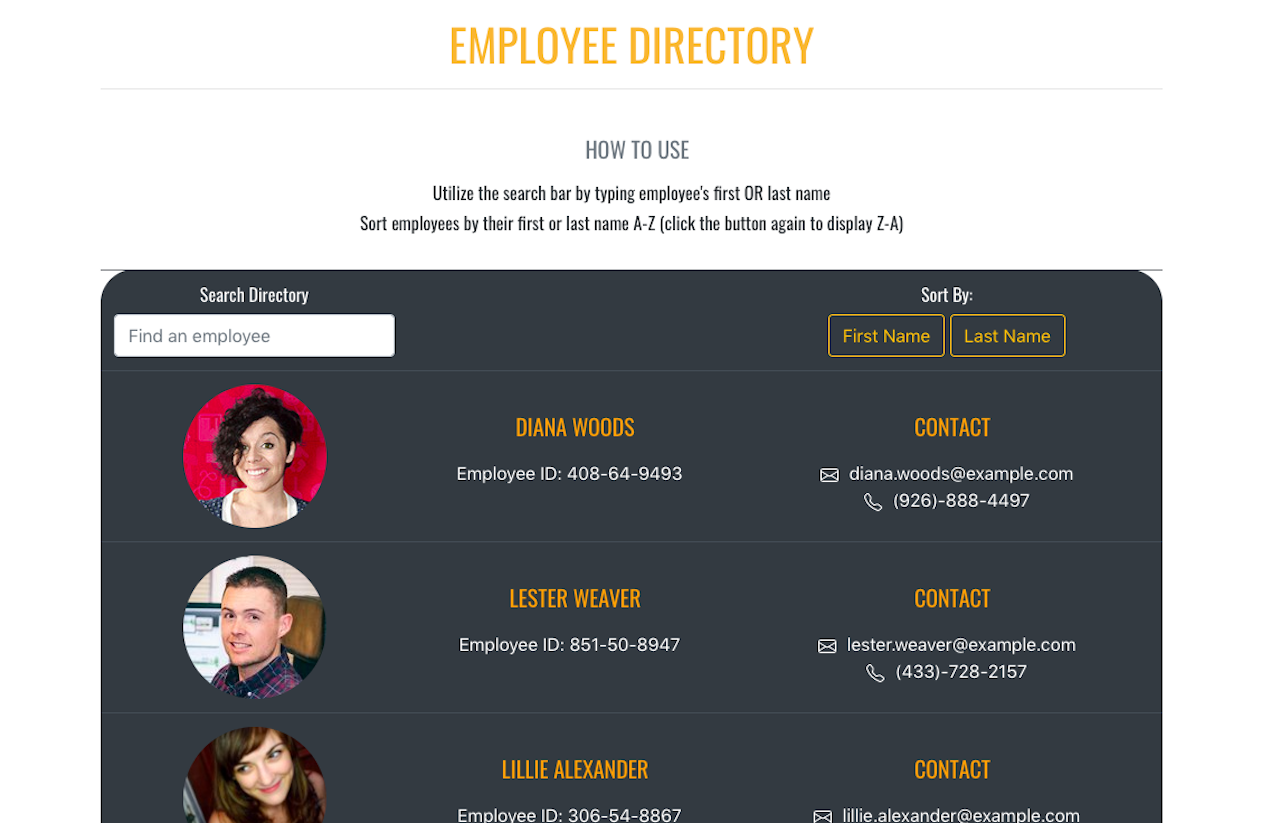 EMPLOYEE DIRECTORY
HOW TO USE
Utilize the search bar by typing employee's first OR last name
Sort employees by their first or last name A-Z (click the button again to display Z-A)
Search Directory
Sort By:
Find an employee
First Name
Last Name
DIANA WOODS
CONTACT
Employee ID: 408-64-9493
diana.woods@example.com
(926)-888-4497
LESTER WEAVER
CONTACT
Employee ID: 851-50-8947
lester.weaver@example.com
(433)-728-2157
LILLIE ALEXANDER
CONTACT
Employee ID: 306-54-8867
lillie.alexander@example.com